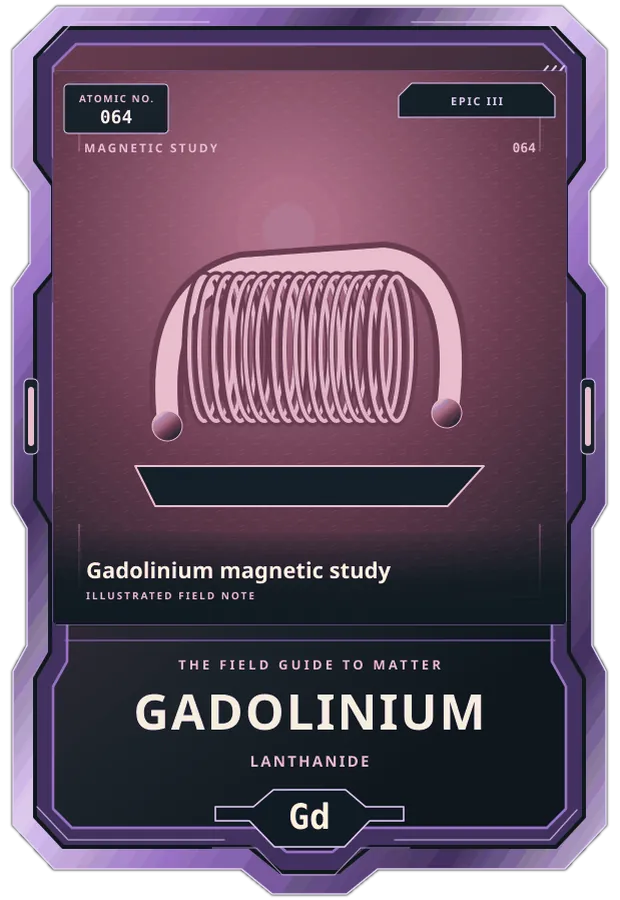 ATOMIC NO.
064
EPIC III
MAGNETIC STUDY
064
Gadolinium magnetic study
ILLUSTRATED FIELD NOTE
THE FIELD GUIDE TO MATTER
GADOLINIUM
LANTHANIDE
Gd